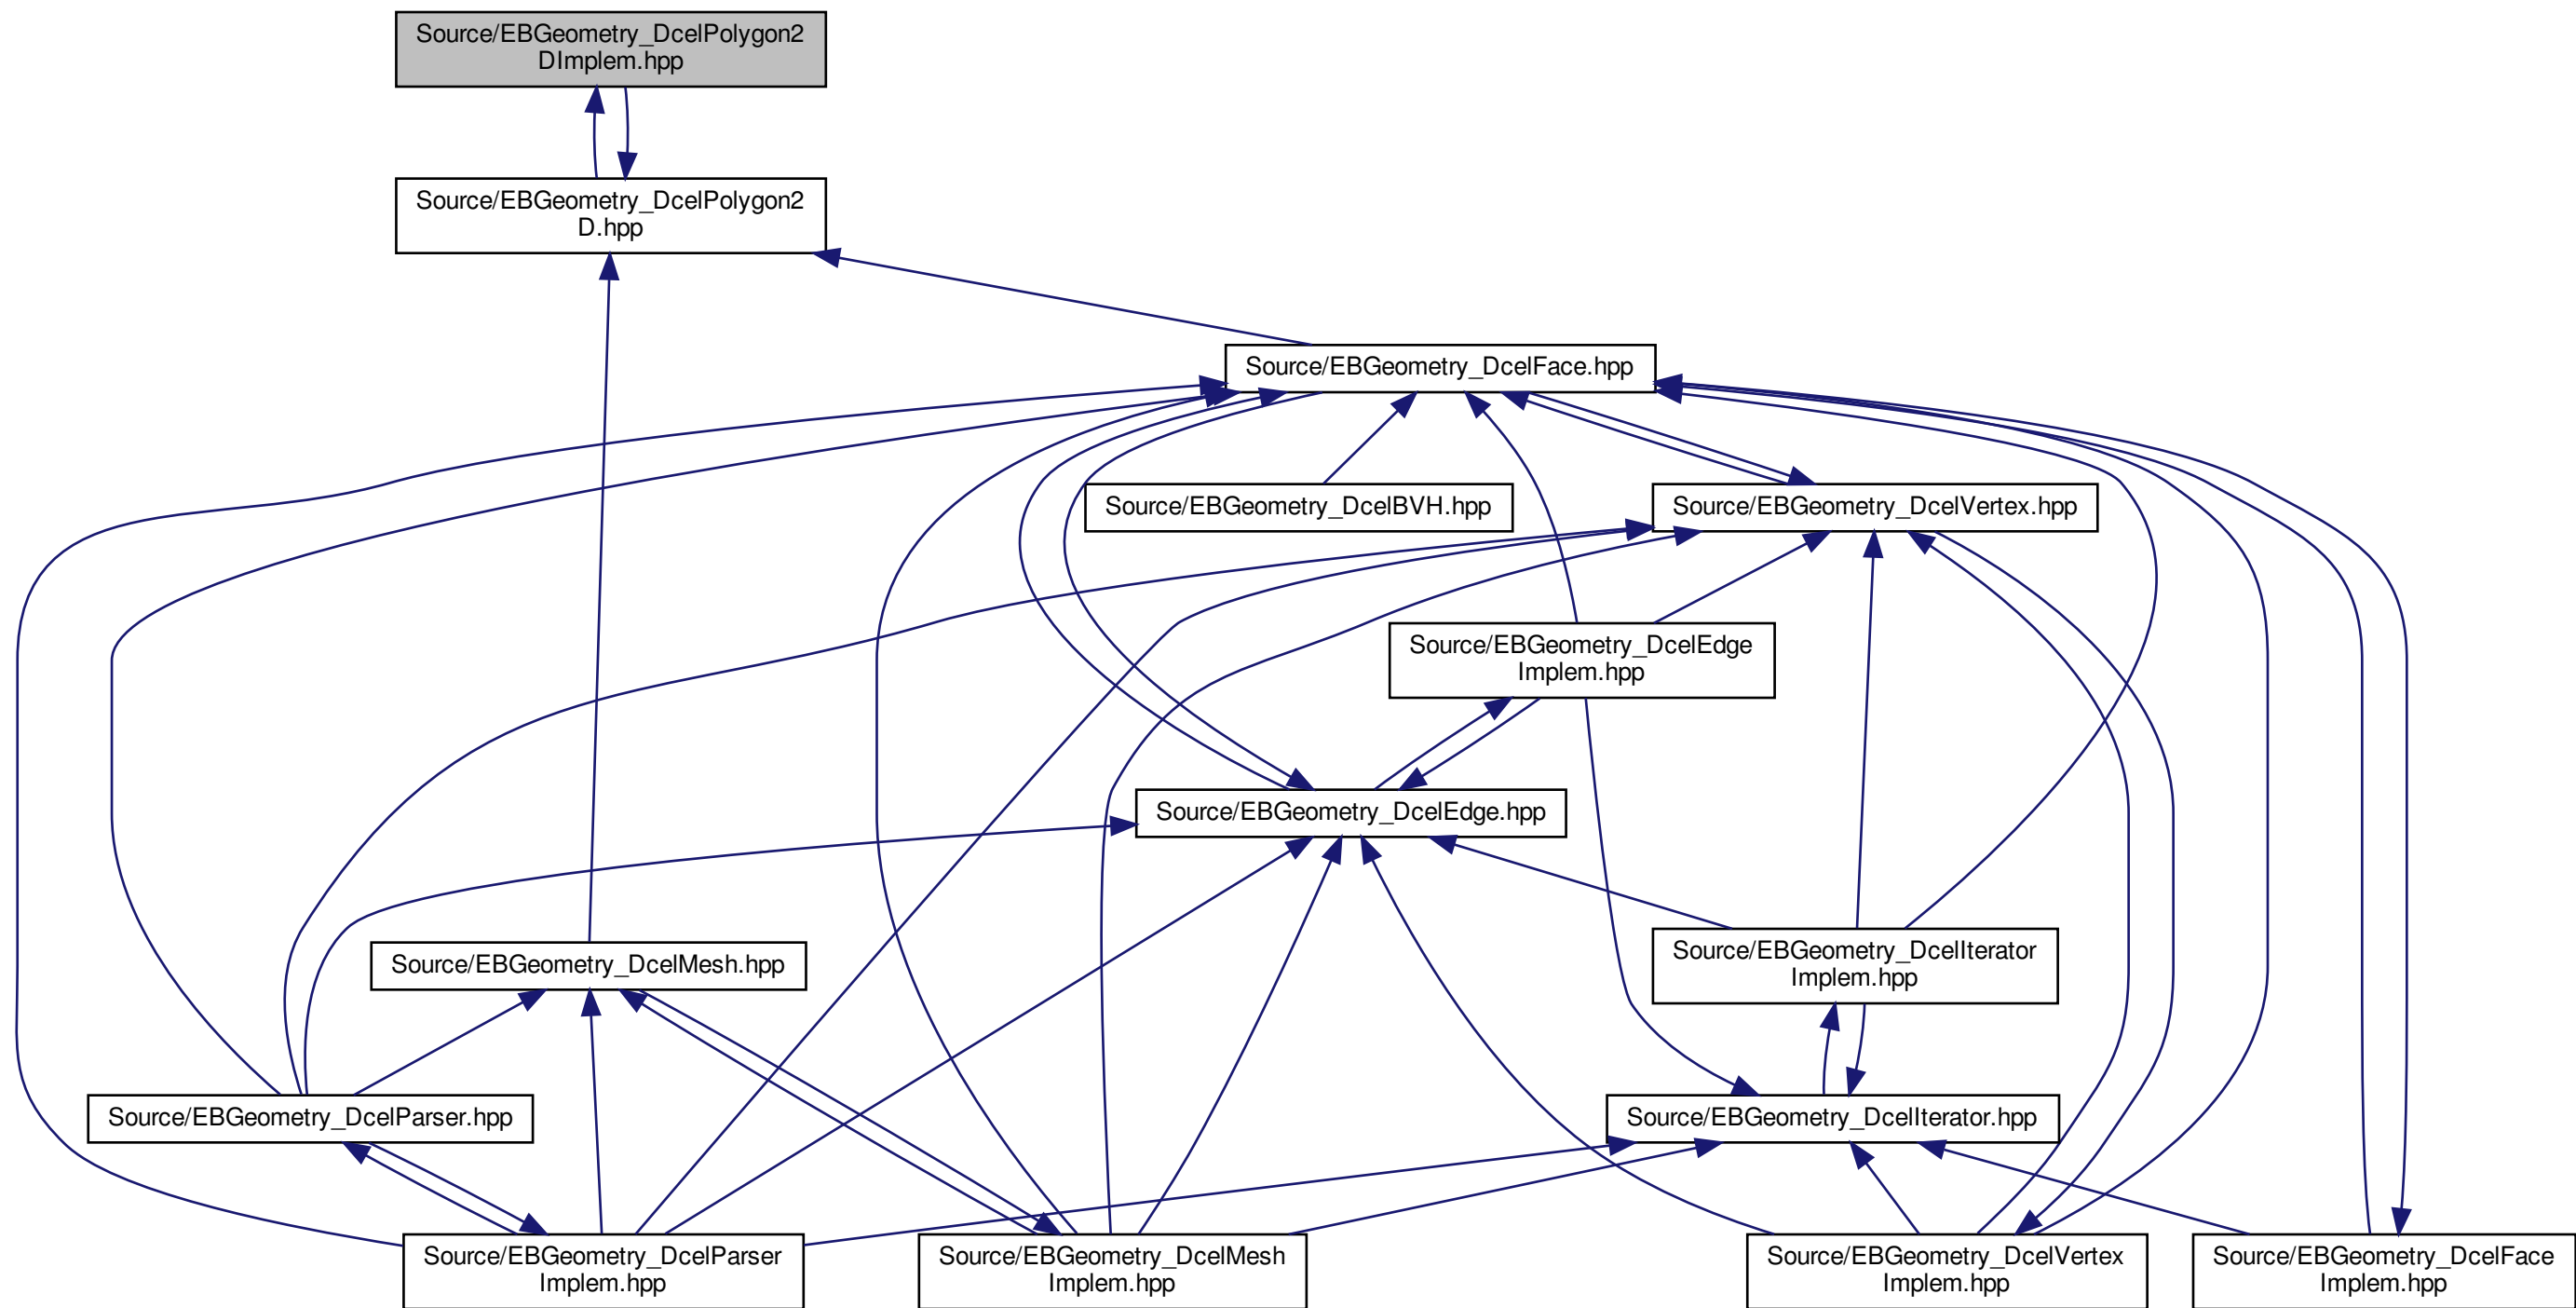 Source/EBGeometry_DcelPolygon2
DImplem.hpp
Source/EBGeometry_DcelPolygon2
D.hpp
Source/EBGeometry_DcelFace.hpp
Source/EBGeometry_DcelBVH.hpp
Source/EBGeometry_DcelVertex.hpp
Source/EBGeometry_DcelEdge
Implem.hpp
Source/EBGeometry_DcelEdge.hpp
Source/EBGeometry_DcelMesh.hpp
Source/EBGeometry_DcelIterator
Implem.hpp
Source/EBGeometry_DcelParser.hpp
Source/EBGeometry_DcelIterator.hpp
Source/EBGeometry_DcelParser
Implem.hpp
Source/EBGeometry_DcelMesh
Implem.hpp
Source/EBGeometry_DcelVertex
Implem.hpp
Source/EBGeometry_DcelFace
Implem.hpp